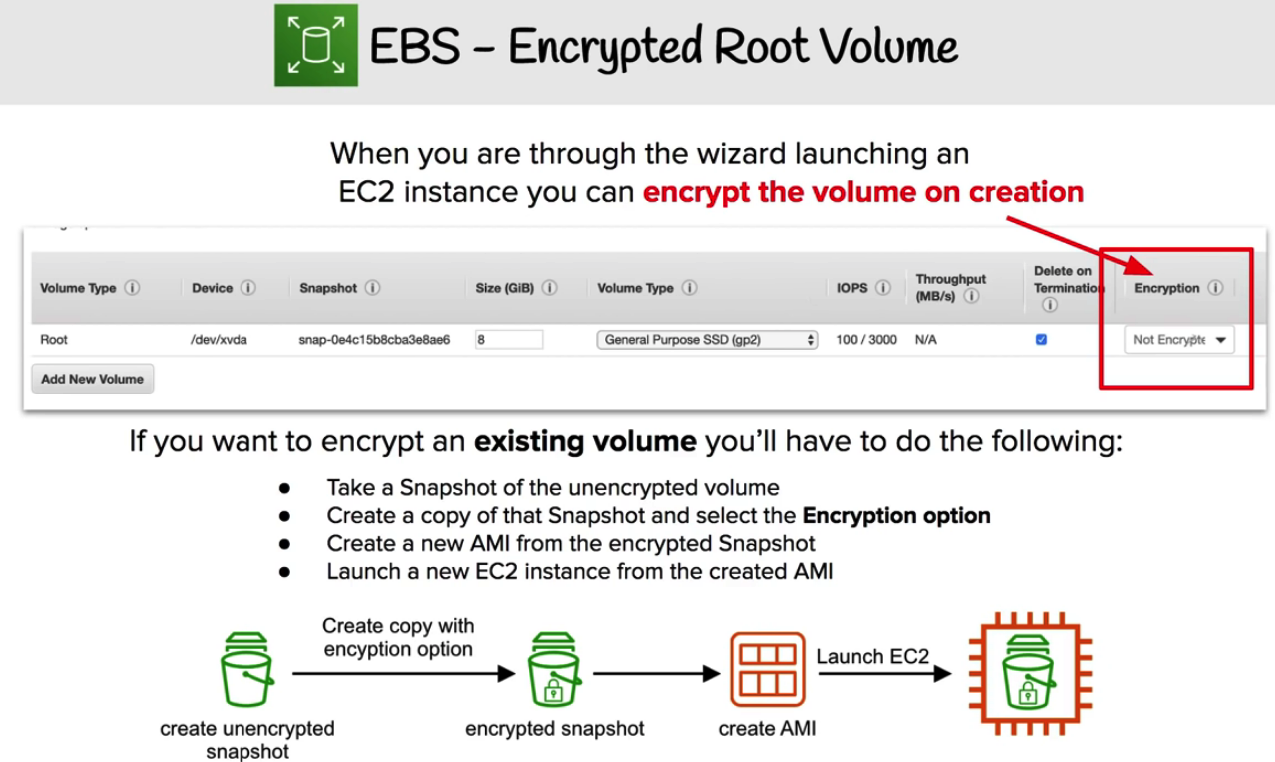 EBS – Encrypted Root Volume
When you are through the wizard launching an
EC2 instance you can encrypt the volume on creation
Volume Type Device Snapshot Size (GiB) Volume Type IOPS Throughput (MB/s) Delete on Termination Encryption
Root /dev/xvda snap-0e4c15b8cba3e8ae6 8 General Purpose SSD (gp2) 100 / 3000 N/A Not Encrypte
Add New Volume
If you want to encrypt an existing volume you'll have to do the following:
● Take a Snapshot of the unencrypted volume
● Create a copy of that Snapshot and select the Encryption option
● Create a new AMI from the encrypted Snapshot
● Launch a new EC2 instance from the created AMI
Create copy with
encyption option
Launch EC2
create unencrypted
snapshot
encrypted snapshot
create AMI